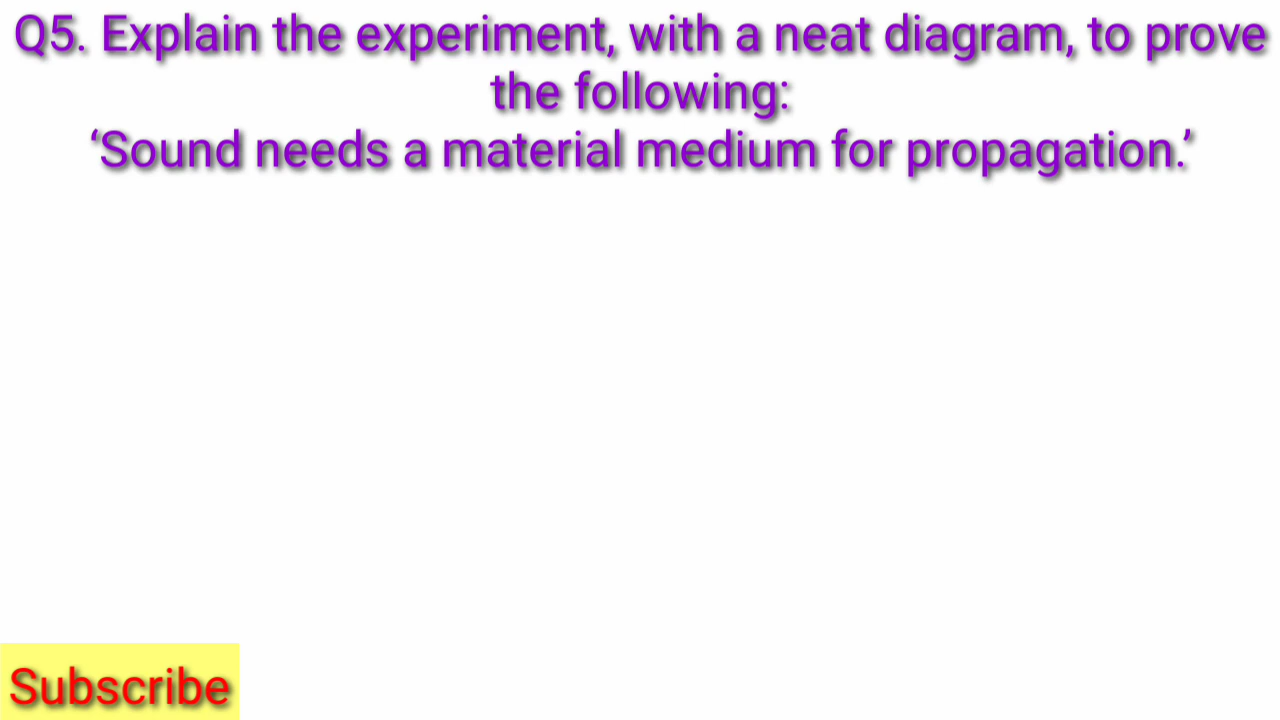 Q5. Explain the experiment, with a neat diagram, to prove
the following:
‘Sound needs a material medium for propagation.’
Subscribe